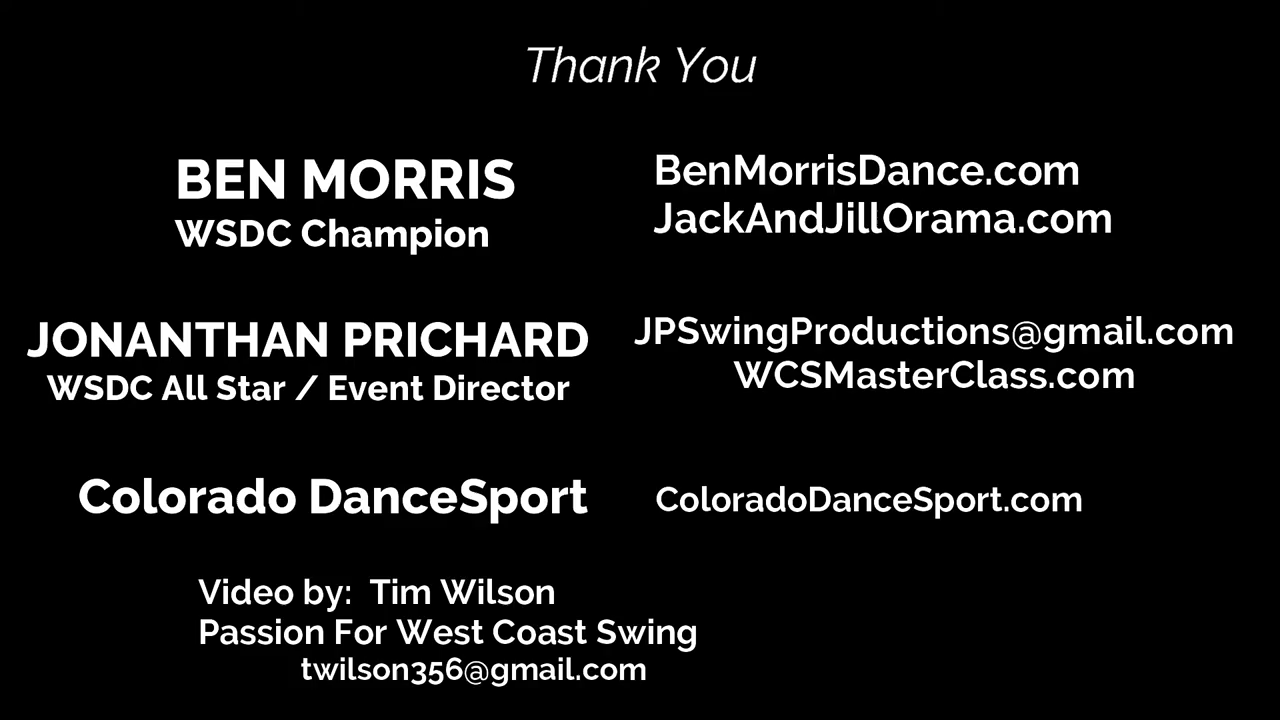 Thank You
BEN MORRIS
WSDC Champion
BenMorrisDance.com
JackAndJillOrama.com
JONANTHAN PRICHARD
WSDC All Star / Event Director
JPSwingProductions@gmail.com
WCSMasterClass.com
Colorado DanceSport
ColoradoDanceSport.com
Video by: Tim Wilson
Passion For West Coast Swing
twilson356@gmail.com